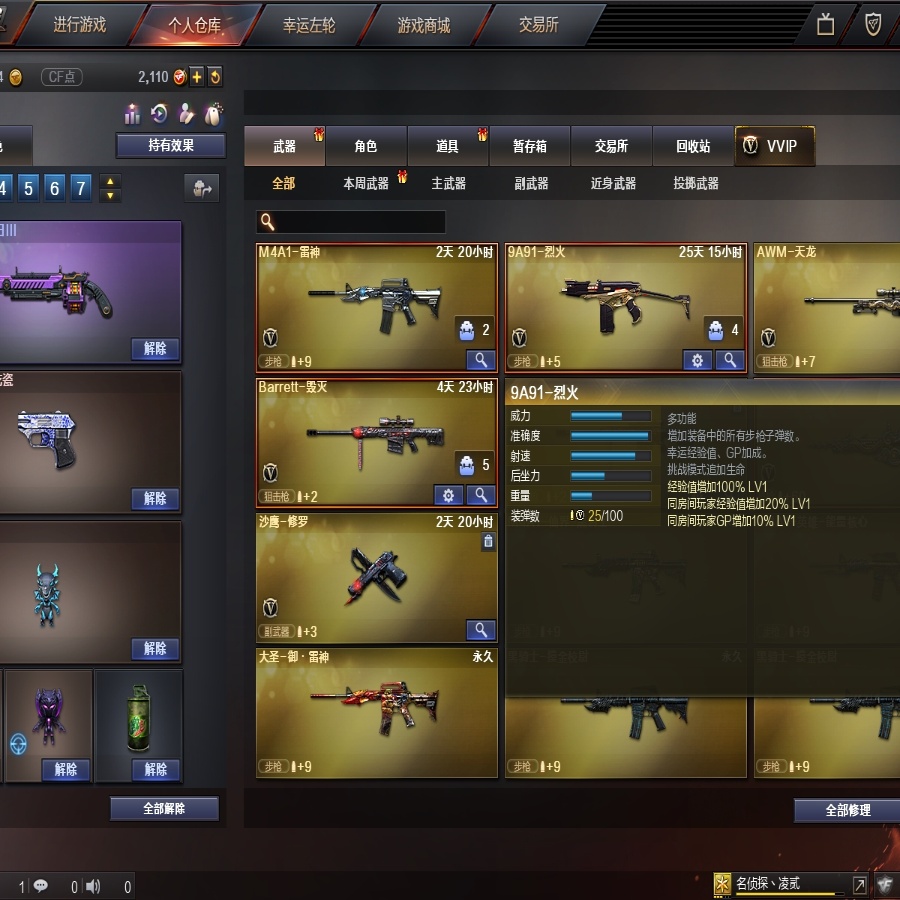 进行游戏 个人仓库 幸运左轮 游戏商城 交易所
4 CF点 2,110
持有效果
武器 角色 道具 暂存箱 交易所 回收站 VVIP
4 5 6 7
全部 本周武器 主武器 副武器 近身武器 投掷武器
III
解除
瓷
解除
解除
解除 解除
全部解除
M4A1-雷神 2天 20小时
2
步枪 +9
9A91-烈火 25天 15小时
4
步枪 +5
AWM-天龙
狙击枪 +7
Barrett-毁灭 4天 23小时
5
狙击枪 +2
9A91-烈火
威力
准确度
射速
后坐力
重量
装弹数 25/100
多功能
增加装备中的所有步枪子弹数。
幸运经验值、GP加成。
挑战模式追加生命
经验值增加100% LV1
同房间玩家经验值增加20% LV1
同房间玩家GP增加10% LV1
沙鹰-修罗 2天 20小时
副武器 +3
大圣-御·雷神 永久
步枪 +9
永久
步枪 +9
步枪 +9
全部修理
1 0 0
名侦探丶凌贰